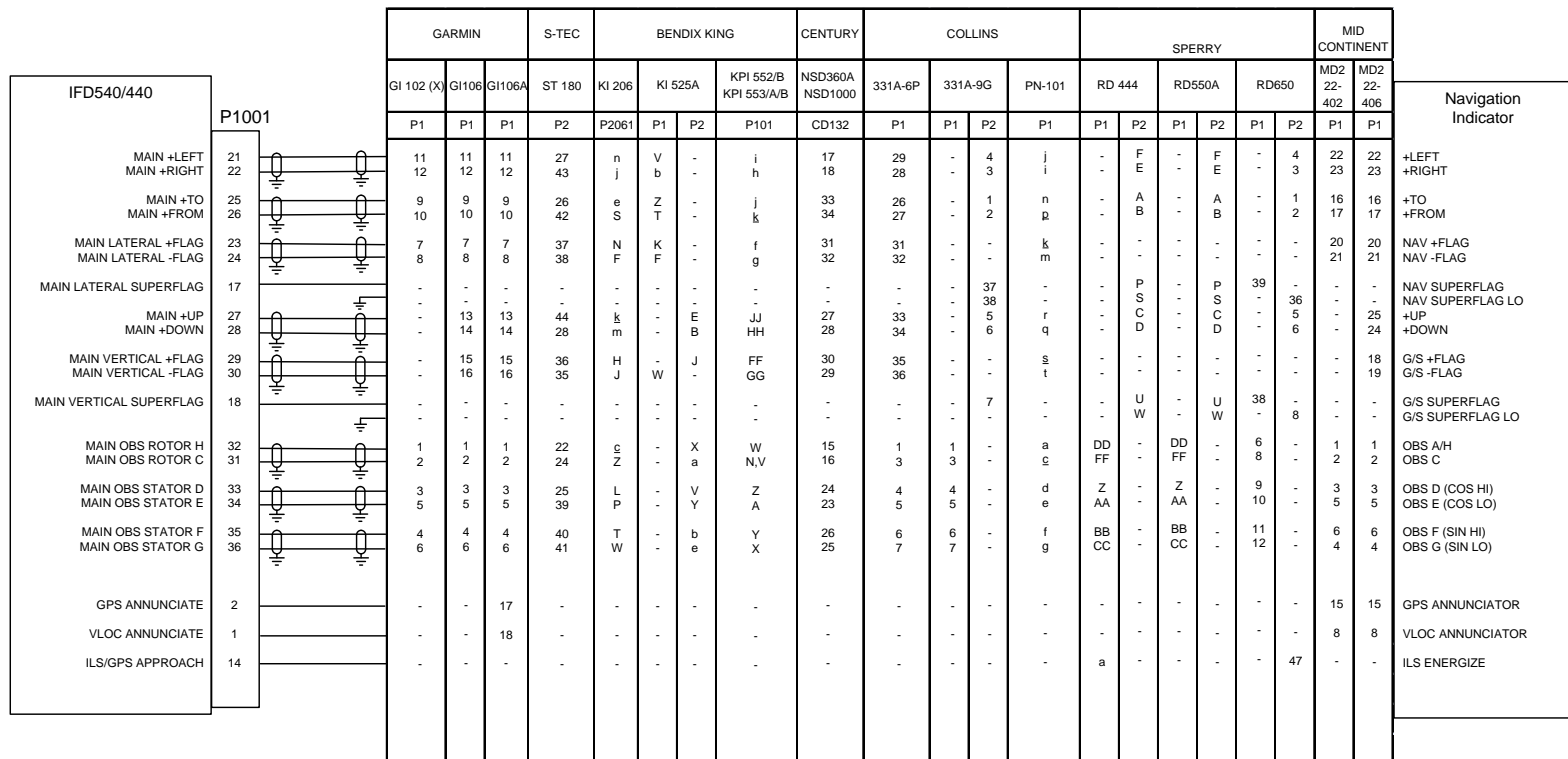 GARMIN S-TEC BENDIX KING CENTURY COLLINS SPERRY MID CONTINENT
IFD540/440 GI 102 (X) GI106 GI106A ST 180 KI 206 KI 525A KPI 552/B KPI 553/A/B NSD360A NSD1000 331A-6P 331A-9G PN-101 RD 444 RD550A RD650 MD2 22-402 MD2 22-406 Navigation Indicator
P1001 P1 P1 P1 P2 P2061 P1 P2 P101 CD132 P1 P1 P2 P1 P1 P2 P1 P2 P1 P2 P1 P1
MAIN +LEFT 21 11 11 11 27 n V - i 17 29 - 4 j - F - F - 4 22 22 +LEFT
MAIN +RIGHT 22 12 12 12 43 j b - h 18 28 - 3 i - E - E - 3 23 23 +RIGHT
MAIN +TO 25 9 9 9 26 e Z - j 33 26 - 1 n - A - A - 1 16 16 +TO
MAIN +FROM 26 10 10 10 42 S T - k 34 27 - 2 p - B - B - 2 17 17 +FROM
MAIN LATERAL +FLAG 23 7 7 7 37 N K - f 31 31 - - k - - - - - - 20 20 NAV +FLAG
MAIN LATERAL -FLAG 24 8 8 8 38 F F - g 32 32 - - m - - - - - - 21 21 NAV -FLAG
MAIN LATERAL SUPERFLAG 17 - - - - - - - - - - - 37 - - P - P 39 - - - NAV SUPERFLAG
- - - - - - - - - - - 38 - - S - S - 36 - - NAV SUPERFLAG LO
MAIN +UP 27 - 13 13 44 k - E JJ 27 33 - 5 r - C - C - 5 - 25 +UP
MAIN +DOWN 28 - 14 14 28 m - B HH 28 34 - 6 q - D - D - 6 - 24 +DOWN
MAIN VERTICAL +FLAG 29 - 15 15 36 H - J FF 30 35 - - s - - - - - - - 18 G/S +FLAG
MAIN VERTICAL -FLAG 30 - 16 16 35 J W - GG 29 36 - - t - - - - - - - 19 G/S -FLAG
MAIN VERTICAL SUPERFLAG 18 - - - - - - - - - - - 7 - - U - U 38 - - - G/S SUPERFLAG
- - - - - - - - - - - - - - W - W - 8 - - G/S SUPERFLAG LO
MAIN OBS ROTOR H 32 1 1 1 22 c - X W 15 1 1 - a DD - DD - 6 - 1 1 OBS A/H
MAIN OBS ROTOR C 31 2 2 2 24 Z - a N,V 16 3 3 - c FF - FF - 8 - 2 2 OBS C
MAIN OBS STATOR D 33 3 3 3 25 L - V Z 24 4 4 - d Z - Z - 9 - 3 3 OBS D (COS HI)
MAIN OBS STATOR E 34 5 5 5 39 P - Y A 23 5 5 - e AA - AA - 10 - 5 5 OBS E (COS LO)
MAIN OBS STATOR F 35 4 4 4 40 T - b Y 26 6 6 - f BB - BB - 11 - 6 6 OBS F (SIN HI)
MAIN OBS STATOR G 36 6 6 6 41 W - e X 25 7 7 - g CC - CC - 12 - 4 4 OBS G (SIN LO)
GPS ANNUNCIATE 2 - - 17 - - - - - - - - - - - - - - - - 15 15 GPS ANNUNCIATOR
VLOC ANNUNCIATE 1 - - 18 - - - - - - - - - - - - - - - - 8 8 VLOC ANNUNCIATOR
ILS/GPS APPROACH 14 - - - - - - - - - - - - - a - - - - 47 - - ILS ENERGIZE